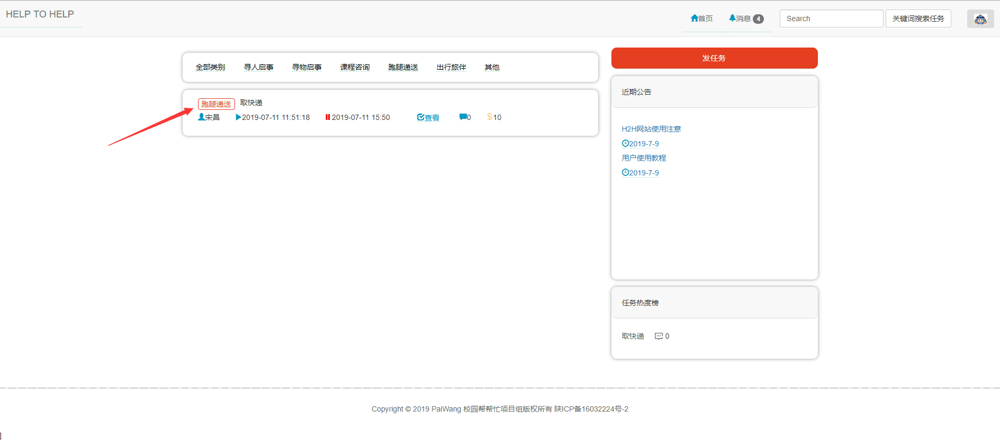 HELP TO HELP
首页 消息 4 Search 关键词搜索任务
全部类别 寻人启事 寻物启事 课程咨询 跑腿递送 出行旅伴 其他
跑腿递送 取快递
宋昌 2019-07-11 11:51:18 2019-07-11 15:50 查看 0 $10
发任务
近期公告
H2H网站使用注意
2019-7-9
用户使用教程
2019-7-9
任务热度榜
取快递 0
Copyright © 2019 PaiWang 校园帮帮忙项目组版权所有 陕ICP备16032224号-2
]